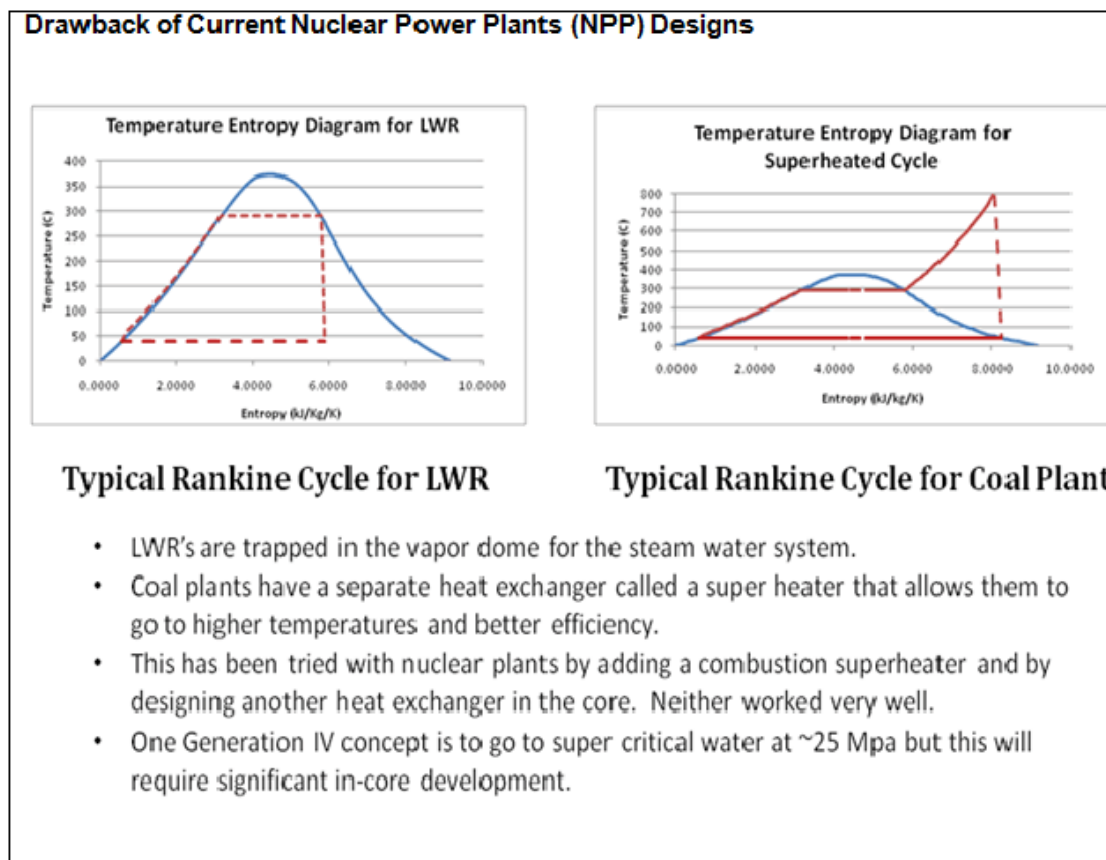 Drawback of Current Nuclear Power Plants (NPP) Designs
Temperature Entropy Diagram for LWR
400
350
300
250
200
150
100
50
0
Temperature (C)
0.0000 2.0000 4.0000 6.0000 8.0000 10.0000
Entropy (kJ/Kg/K)
Temperature Entropy Diagram for
Superheated Cycle
800
700
600
500
400
300
200
100
0
Temperature (C)
0.0000 2.0000 4.0000 6.0000 8.0000 10.0000
Entropy (kJ/kg/K)
Typical Rankine Cycle for LWR
Typical Rankine Cycle for Coal Plant
• LWR's are trapped in the vapor dome for the steam water system.
• Coal plants have a separate heat exchanger called a super heater that allows them to
go to higher temperatures and better efficiency.
• This has been tried with nuclear plants by adding a combustion superheater and by
designing another heat exchanger in the core. Neither worked very well.
• One Generation IV concept is to go to super critical water at ~25 Mpa but this will
require significant in-core development.